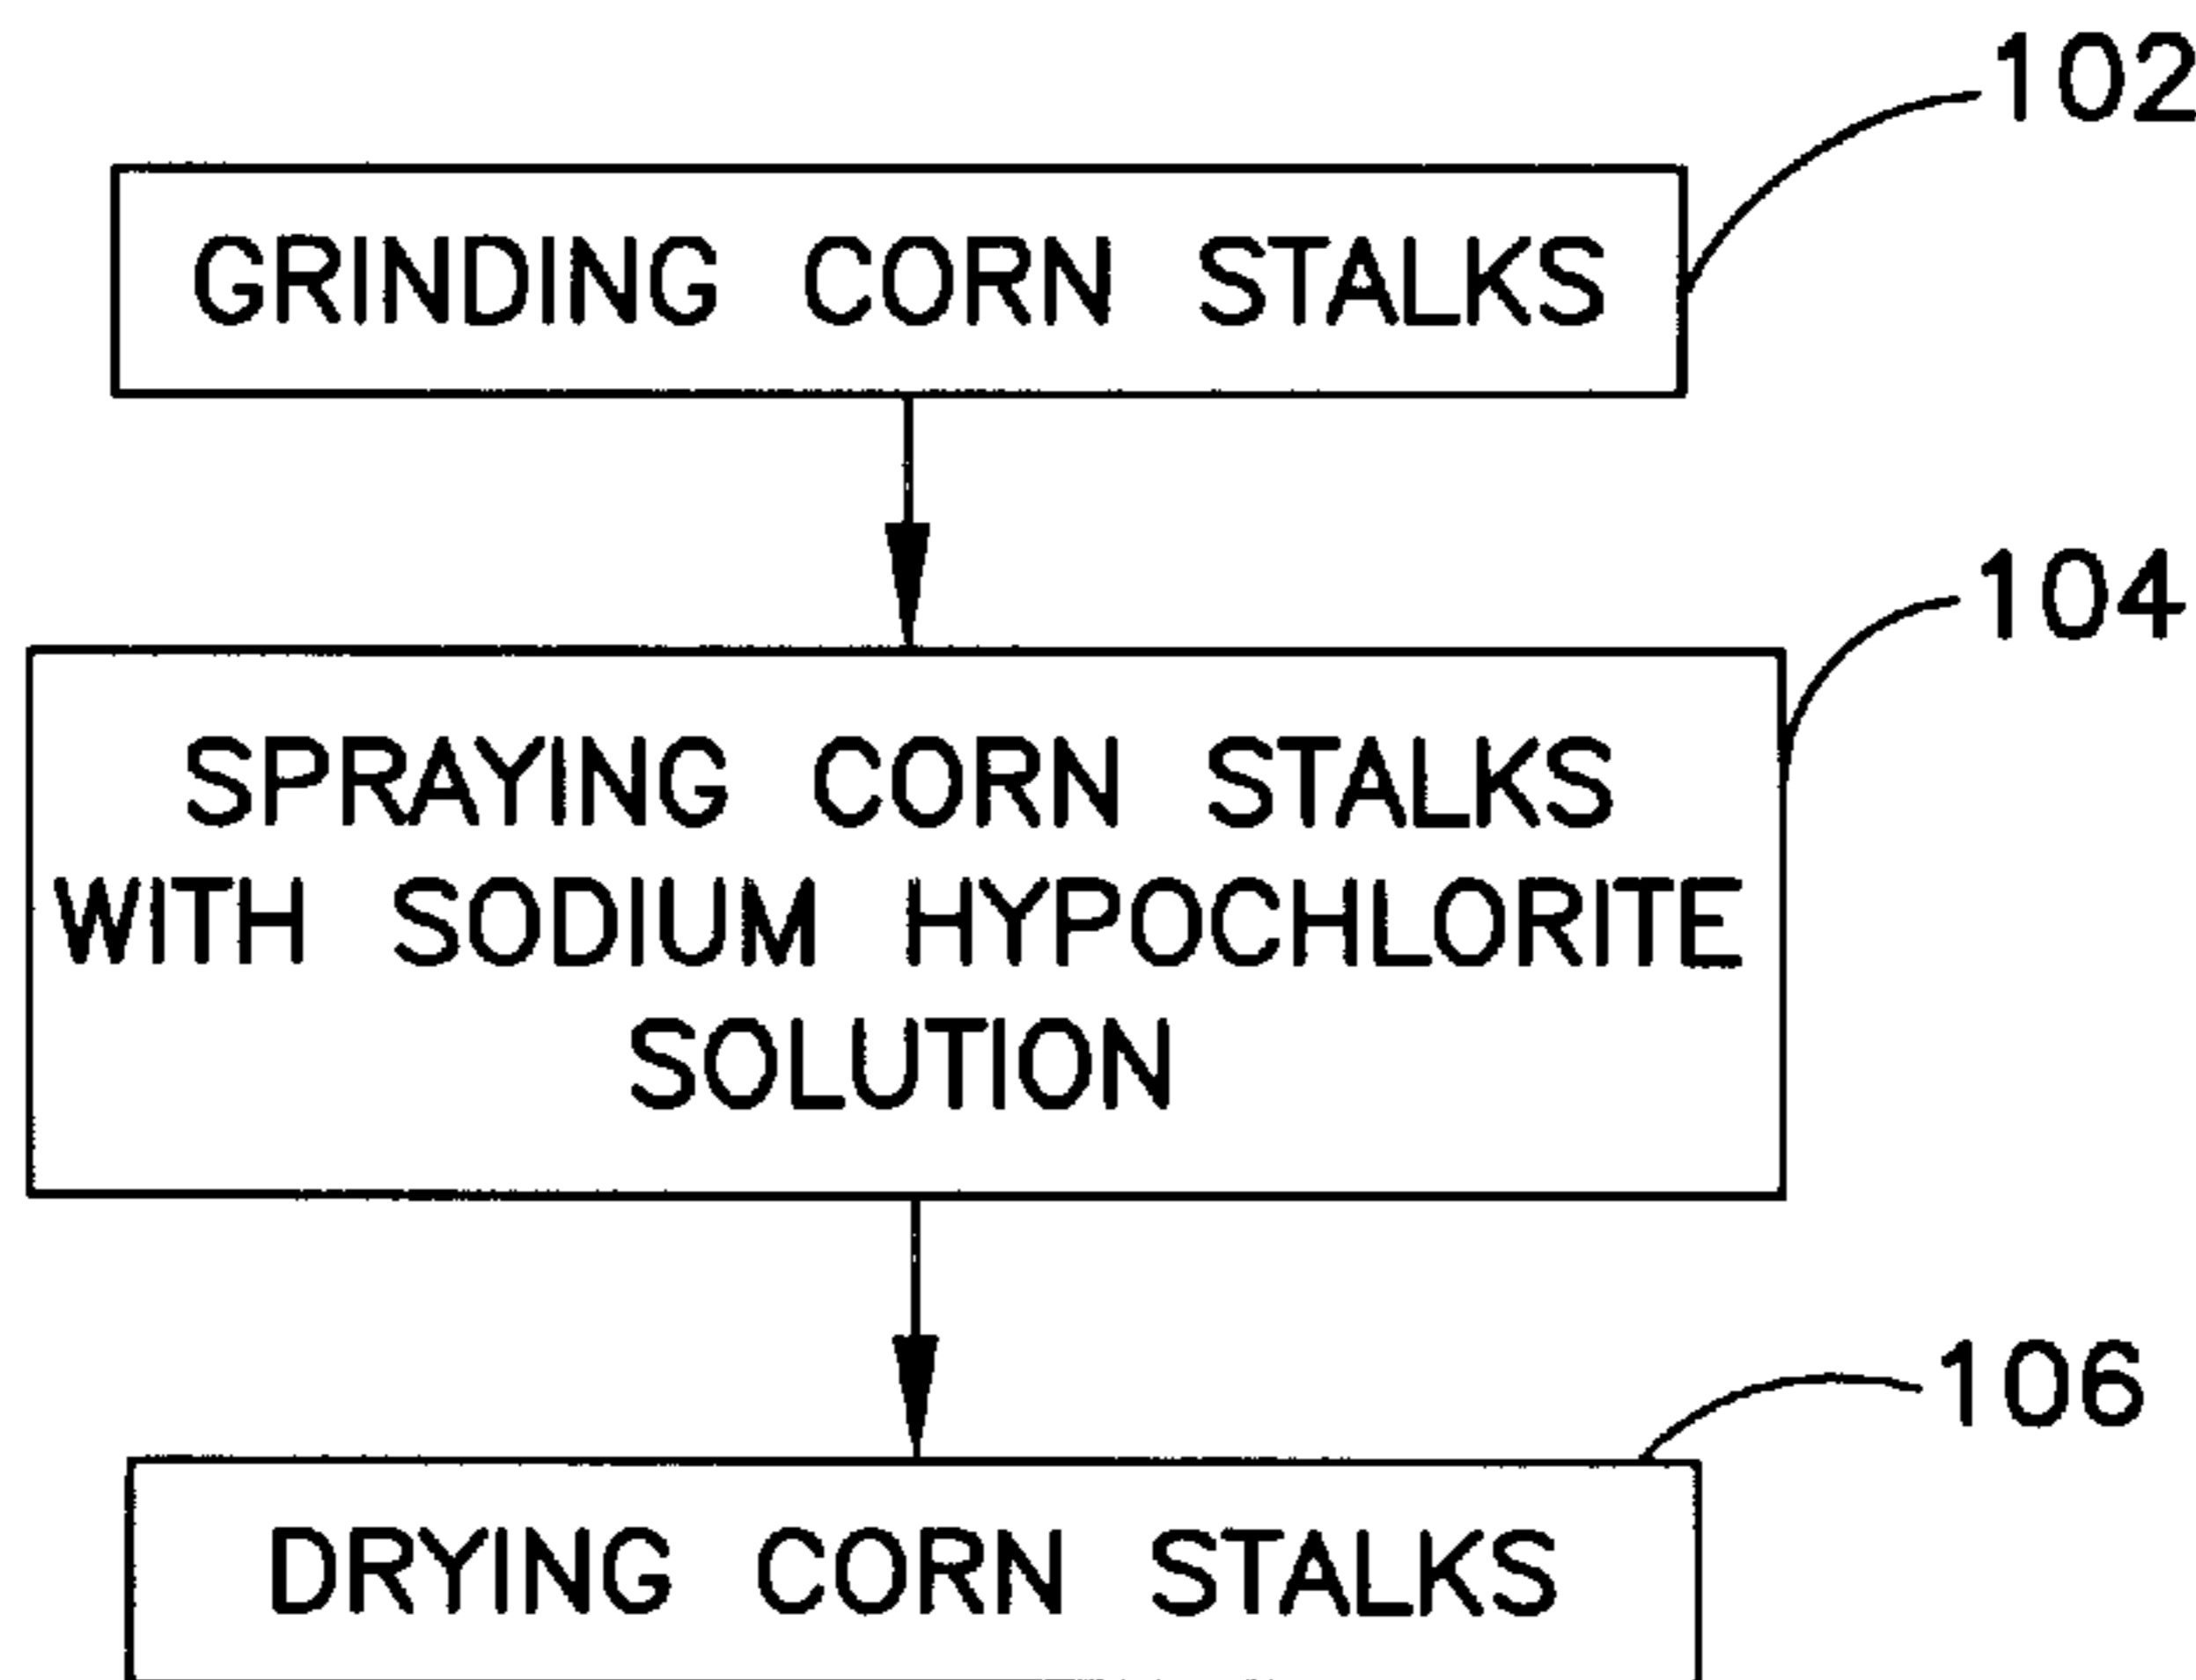 102
GRINDING CORN STALKS
104
SPRAYING CORN STALKS
WITH SODIUM HYPOCHLORITE
SOLUTION
106
DRYING CORN STALKS